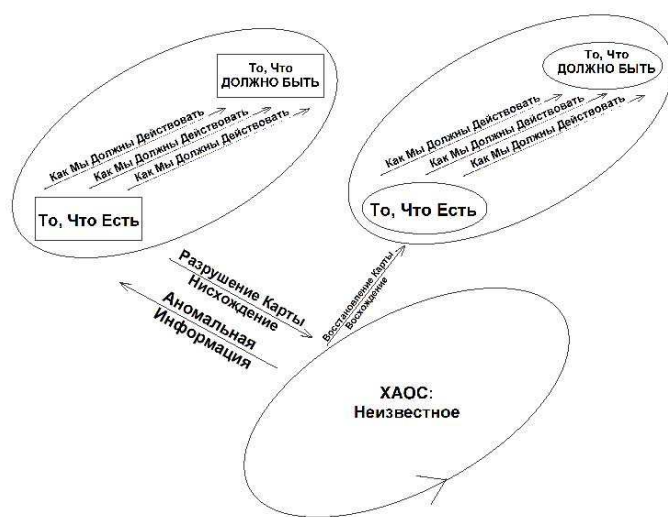 То, Что
ДОЛЖНО БЫТЬ
Как Мы Должны Действовать
Как Мы Должны Действовать
Как Мы Должны Действовать
То, Что Есть
То, Что
ДОЛЖНО БЫТЬ
Как Мы Должны Действовать
Как Мы Должны Действовать
Как Мы Должны Действовать
То, Что Есть
Разрушение Карты
Нисхождение
Аномальная
Информация
Восстановление Карты
Восхождение
ХАОС:
Неизвестное